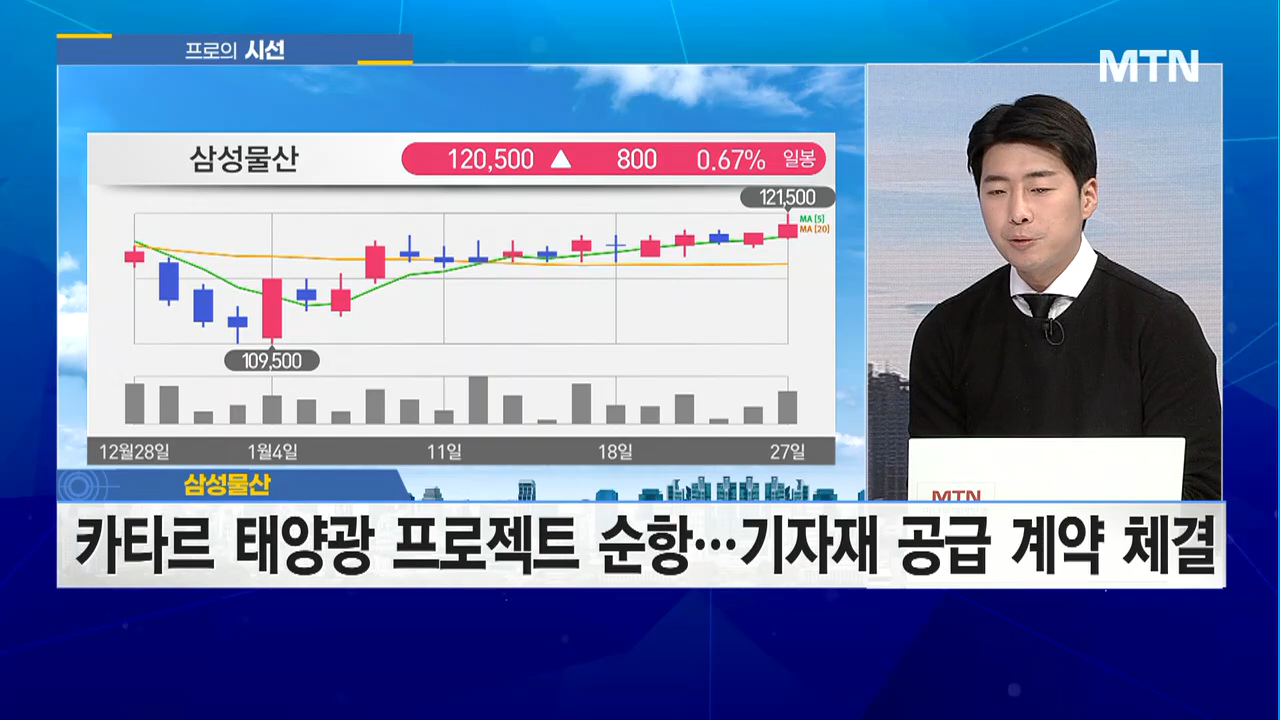 프로의 시선
MTN
삼성물산
120,500 ▲ 800 0.67% 일봉
121,500
MA [5]
MA [20]
109,500
12월28일 1월4일 11일 18일 27일
삼성물산
MTN
카타르 태양광 프로젝트 순항…기자재 공급 계약 체결